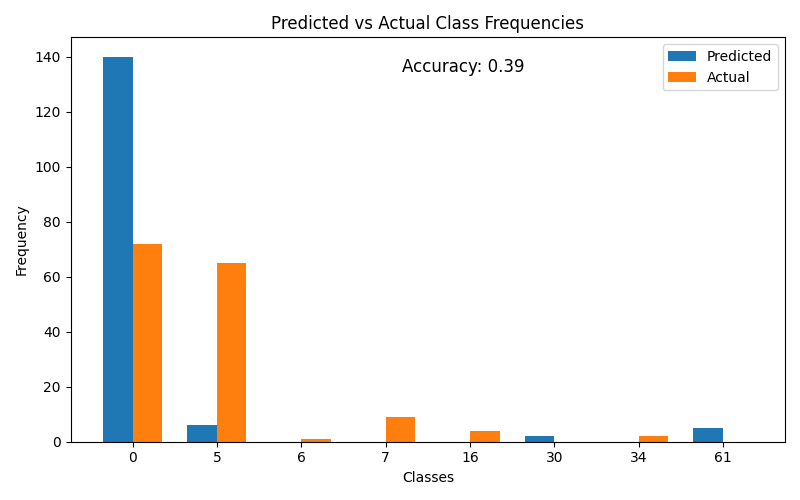 Predicted vs Actual Class Frequencies
Accuracy: 0.39
Predicted
Actual
Frequency
140
120
100
80
60
40
20
0
0 5 6 7 16 30 34 61
Classes